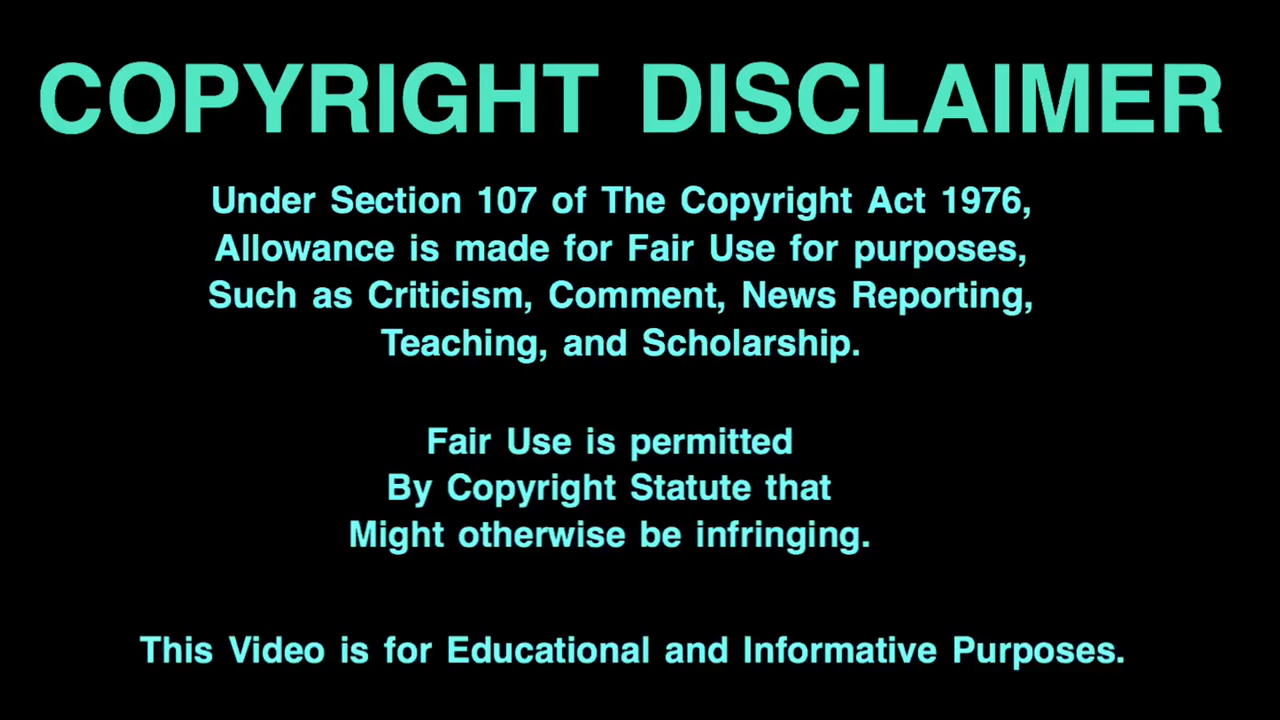 COPYRIGHT DISCLAIMER
Under Section 107 of The Copyright Act 1976,
Allowance is made for Fair Use for purposes,
Such as Criticism, Comment, News Reporting,
Teaching, and Scholarship.
Fair Use is permitted
By Copyright Statute that
Might otherwise be infringing.
This Video is for Educational and Informative Purposes.